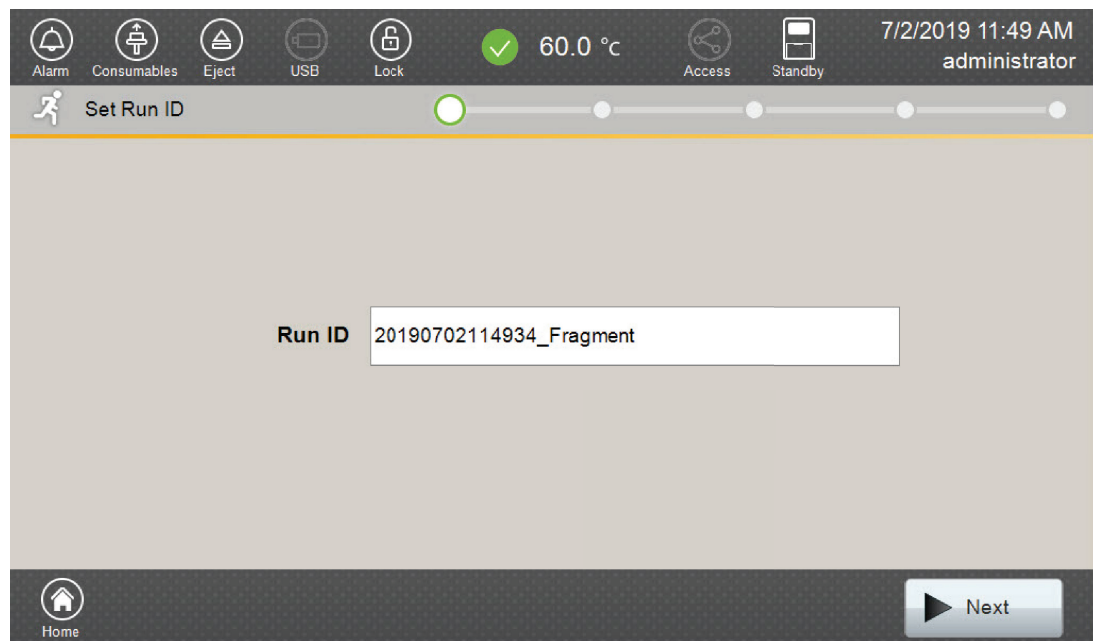 7/2/2019 11:49 AM
60.0 °c
administrator
Alarm Consumables Eject USB Lock Access Standby
Set Run ID
Run ID 20190702114934_Fragment
Next
Home